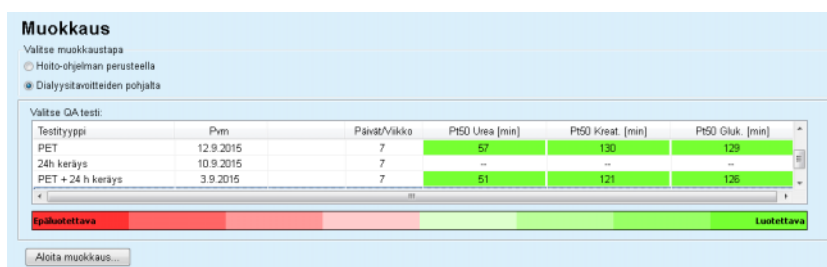 Muokkaus
Valitse muokkaustapa
Hoito-ohjelman perusteella
Dialyysitavoitteiden pohjalta
Valitse QA testi:
Testityyppi Pvm Päivät/Viikko Pt50 Urea [min] Pt50 Kreat. [min] Pt50 Gluk. [min]
PET 12.9.2015 7 57 130 129
24h keräys 10.9.2015 7 -- -- --
PET + 24 h keräys 3.9.2015 7 51 121 126
Epäluotettava Luotettava
Aloita muokkaus...